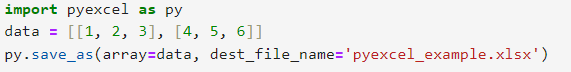 import pyexcel as py
data = [[1, 2, 3], [4, 5, 6]]
py.save_as(array=data, dest_file_name='pyexcel_example.xlsx')